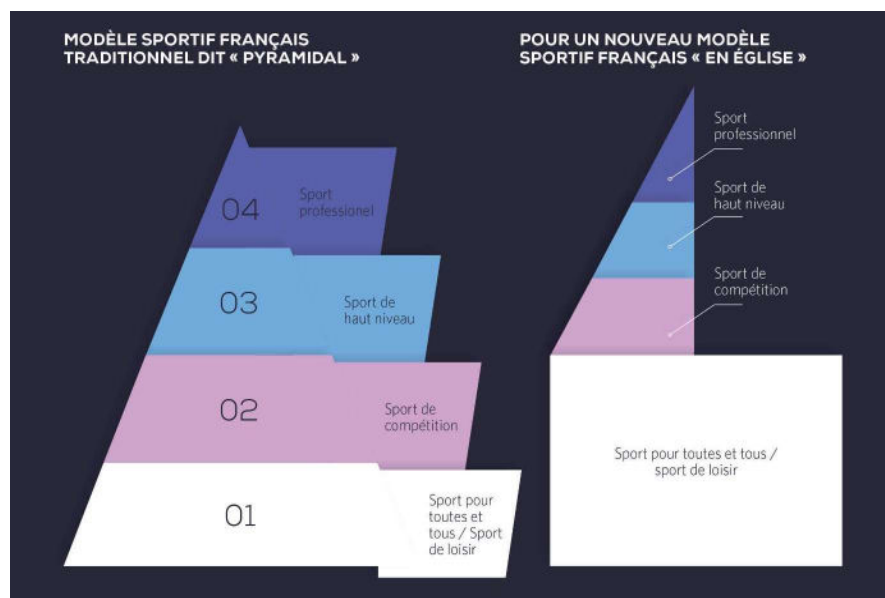 MODÈLE SPORTIF FRANÇAIS
TRADITIONNEL DIT « PYRAMIDAL »
04
Sport
professionel
03
Sport de
haut niveau
02
Sport de
compétition
01
Sport pour
toutes et
tous / Sport
de loisir
POUR UN NOUVEAU MODÈLE
SPORTIF FRANÇAIS « EN ÉGLISE »
Sport
professionnel
Sport de
haut niveau
Sport de
compétition
Sport pour toutes et tous /
sport de loisir